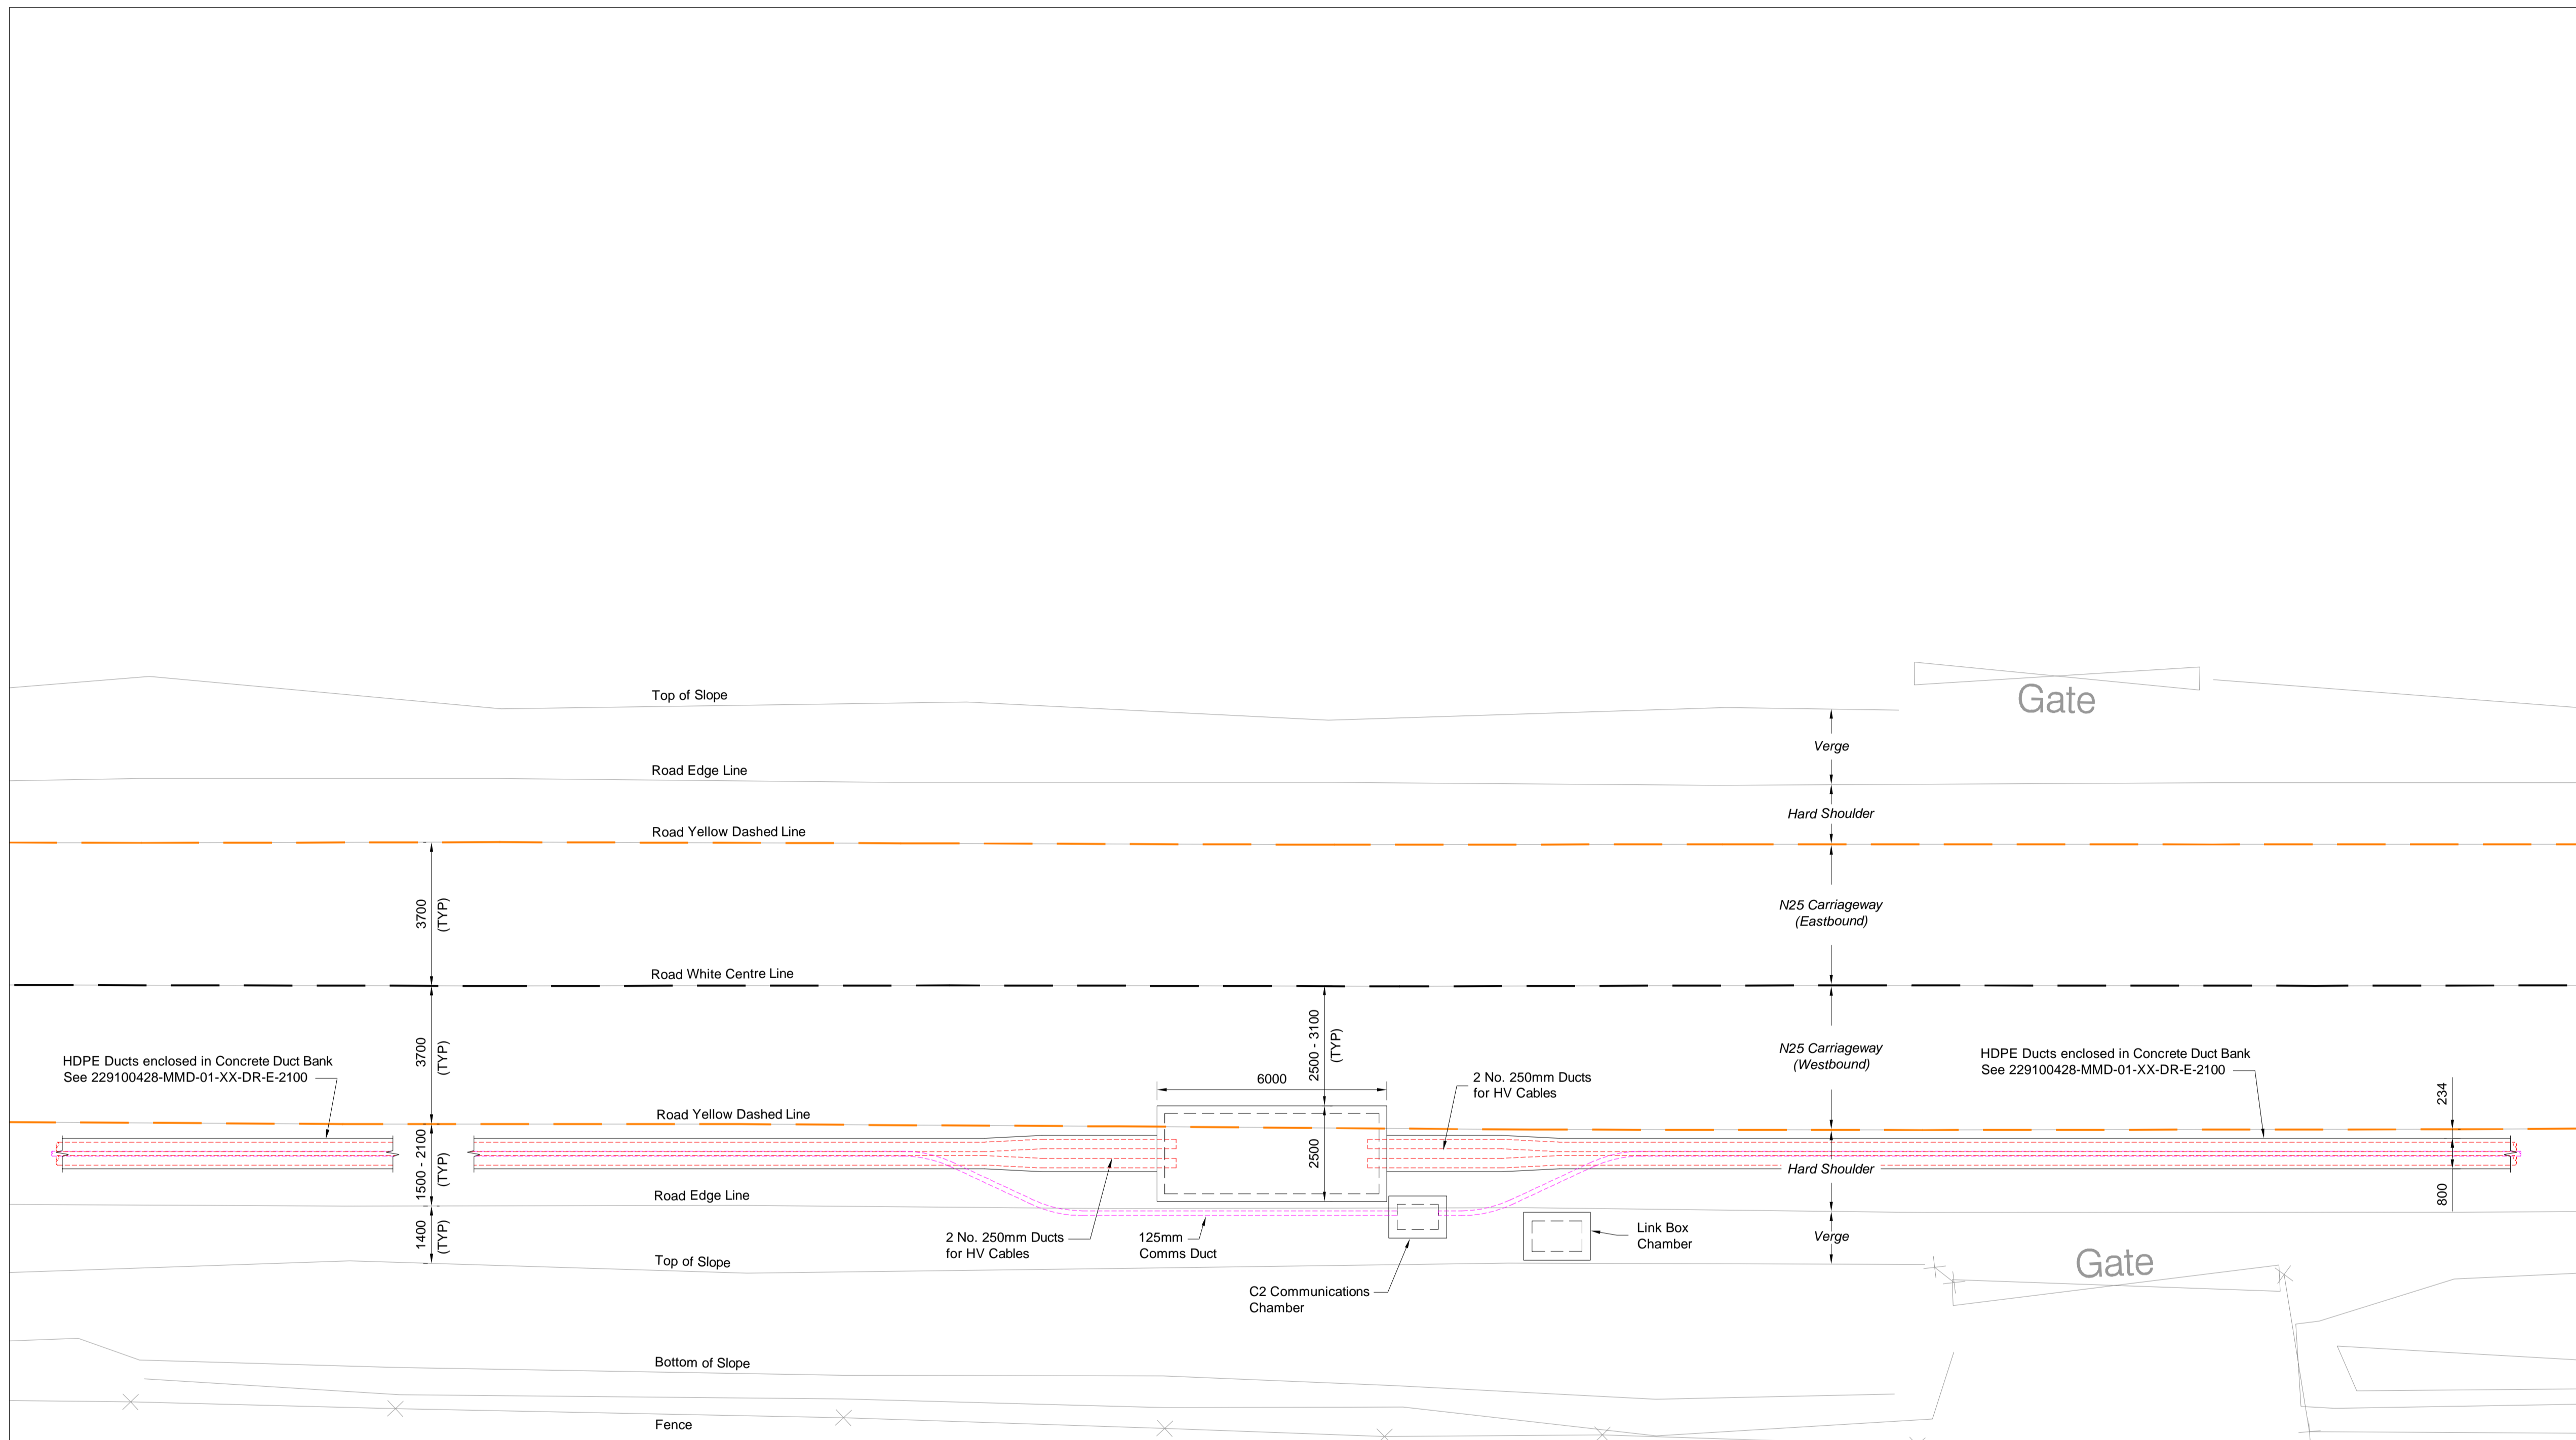 Top of Slope
Gate
Verge
Road Edge Line
Hard Shoulder
Road Yellow Dashed Line
3700
(TYP)
N25 Carriageway
(Eastbound)
Road White Centre Line
3700
(TYP)
2500 - 3100
(TYP)
N25 Carriageway
(Westbound)
HDPE Ducts enclosed in Concrete Duct Bank
See 229100428-MMD-01-XX-DR-E-2100
6000
2 No. 250mm Ducts
for HV Cables
HDPE Ducts enclosed in Concrete Duct Bank
See 229100428-MMD-01-XX-DR-E-2100
234
Road Yellow Dashed Line
1500 - 2100
(TYP)
2500
Hard Shoulder
800
Road Edge Line
1400
(TYP)
2 No. 250mm Ducts
for HV Cables
125mm
Comms Duct
Link Box
Chamber
Verge
Top of Slope
Gate
C2 Communications
Chamber
Bottom of Slope
Fence